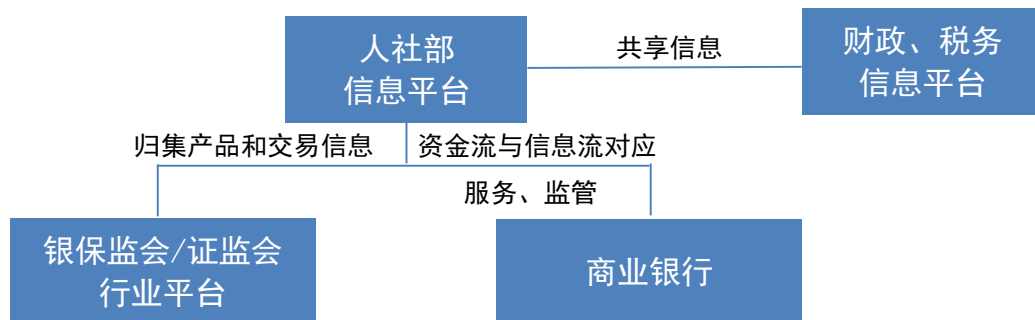 人社部
信息平台
共享信息
财政、税务
信息平台
归集产品和交易信息
资金流与信息流对应
服务、监管
银保监会/证监会
行业平台
商业银行